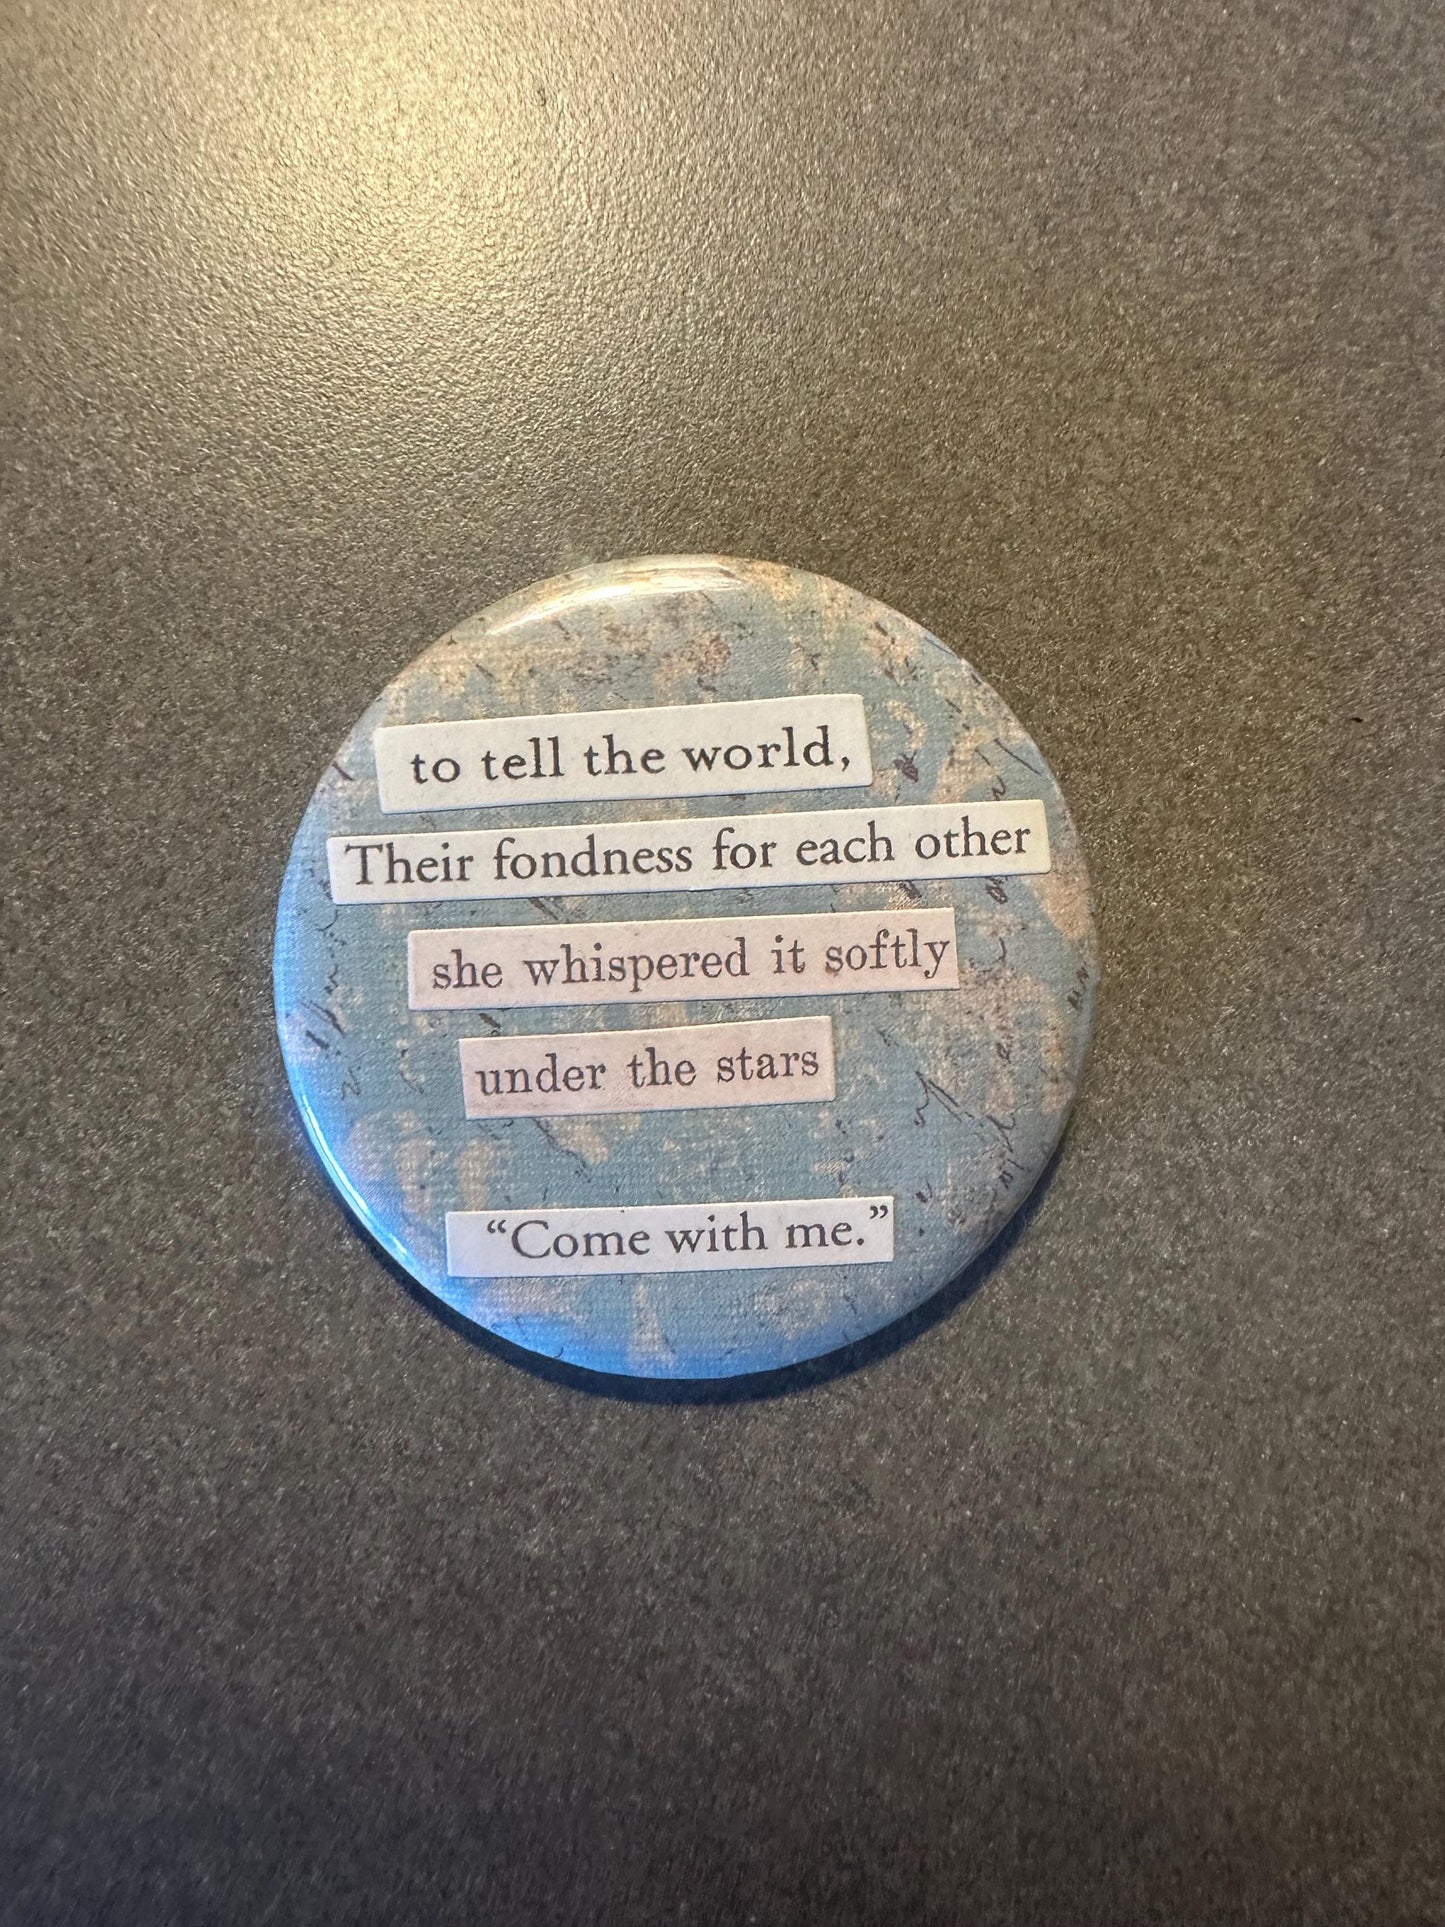 to tell the world,
Their fondness for each other
she whispered it softly
under the stars
“Come with me.”